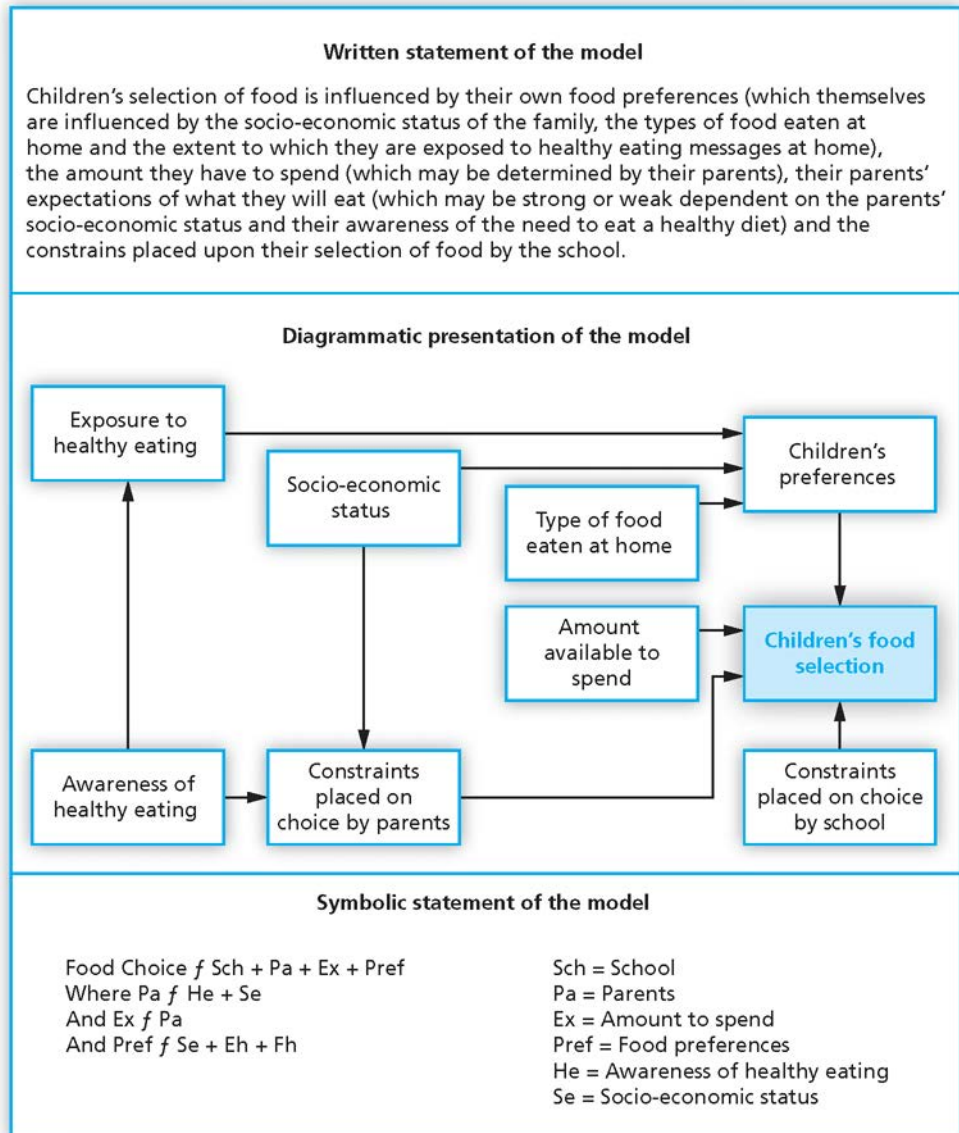 Written statement of the model
Children's selection of food is influenced by their own food preferences (which themselves
are influenced by the socio-economic status of the family, the types of food eaten at
home and the extent to which they are exposed to healthy eating messages at home),
the amount they have to spend (which may be determined by their parents), their parents'
expectations of what they will eat (which may be strong or weak dependent on the parents'
socio-economic status and their awareness of the need to eat a healthy diet) and the
constrains placed upon their selection of food by the school.
Diagrammatic presentation of the model
Exposure to
healthy eating
Socio-economic
status
Children's
preferences
Type of food
eaten at home
Amount
available to
spend
Children's food
selection
Awareness of
healthy eating
Constraints
placed on
choice by parents
Constraints
placed on choice
by school
Symbolic statement of the model
Food Choice ƒ Sch + Pa + Ex + Pref
Where Pa ƒ He + Se
And Ex ƒ Pa
And Pref ƒ Se + Eh + Fh
Sch = School
Pa = Parents
Ex = Amount to spend
Pref = Food preferences
He = Awareness of healthy eating
Se = Socio-economic status